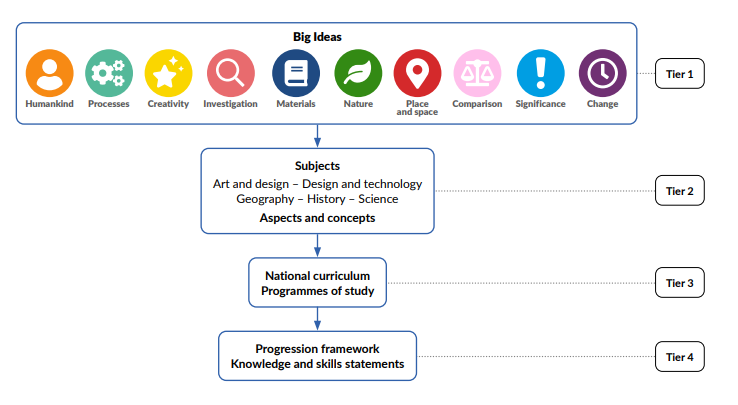 Big Ideas
Humankind
Processes
Creativity
Investigation
Materials
Nature
Place
and space
Comparison
Significance
Change
Tier 1
Subjects
Art and design – Design and technology
Geography – History – Science
Aspects and concepts
Tier 2
National curriculum
Programmes of study
Tier 3
Progression framework
Knowledge and skills statements
Tier 4